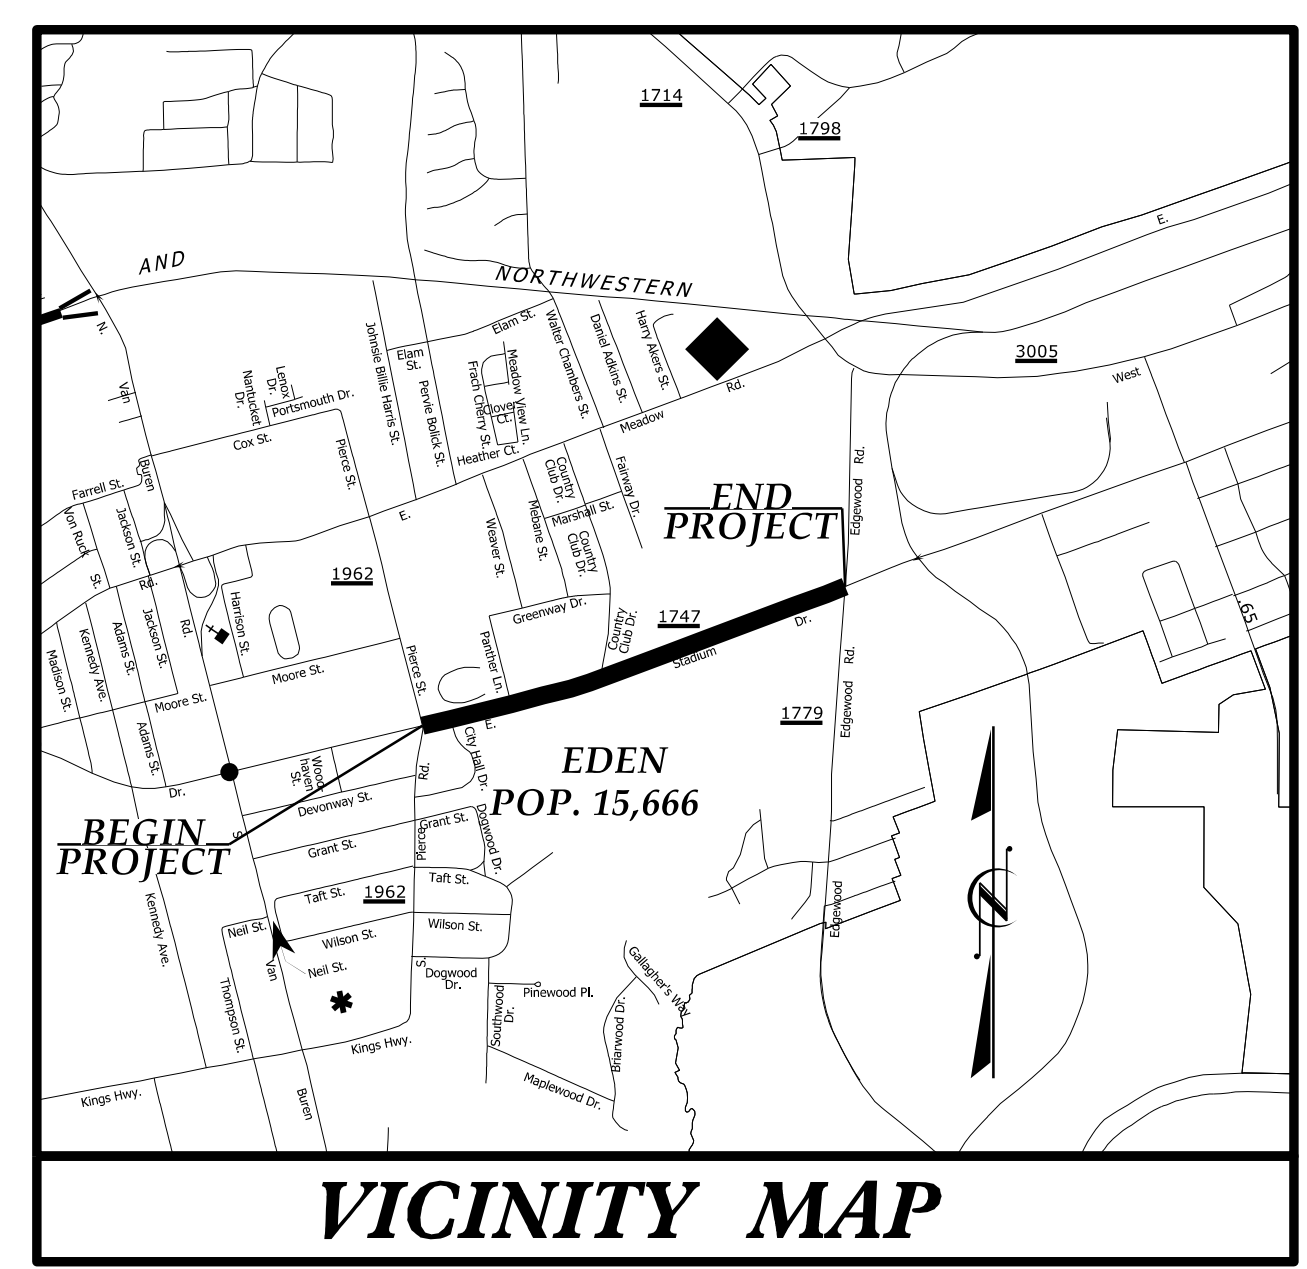 1714
1798
E.
AND
NORTHWESTERN
N.
Elam St.
Johnsie Billie Harris St.
Elam
St.
Pervie Bolick St.
Frach Cherry St.
Meadow View Ln.
Clover
Ct.
Walter Chambers St.
Daniel Adkins St.
Harry Akers St.
3005
West
Van
Lenox
Dr.
Nantucket
Dr.
Portsmouth Dr.
Rd.
Meadow
Cox St.
Pierce St.
Heather Ct.
Buren
Country
Club Dr.
Fairway Dr.
Edgewood Rd.
Farrell St.
END
PROJECT
E.
Marshall St.
Von Ruck
St.
Jackson St.
Weaver St.
Mebane St.
Country
Club Dr.
1962
Rd.
Harrison St.
Greenway Dr.
Country
Club Dr.
1747
Dr.
.65
Rd.
Jackson St.
Adams St.
Kennedy Ave.
Madison St.
Panther Ln.
Pierce St.
Stadium
Edgewood Rd.
Moore St.
Moore St.
1779
E.
Adams St.
City Hall Dr.
EDEN
POP. 15,666
Wood-
haven
St.
Rd.
Dr.
Devonway St.
Grant St.
Dogwood Dr.
S.
BEGIN
PROJECT
Pierce
Grant St.
Taft St.
Taft St.
1962
Kennedy Ave.
Edgewood
Neil St.
Wilson St.
Wilson St.
Van
Neil St.
S.
Dogwood
Dr.
Gallagher's Way
Pinewood Pl.
Thompson St.
Southwood
Dr.
Briarwood Dr.
Kings Hwy.
Maplewood Dr.
Kings Hwy.
Buren
VICINITY MAP